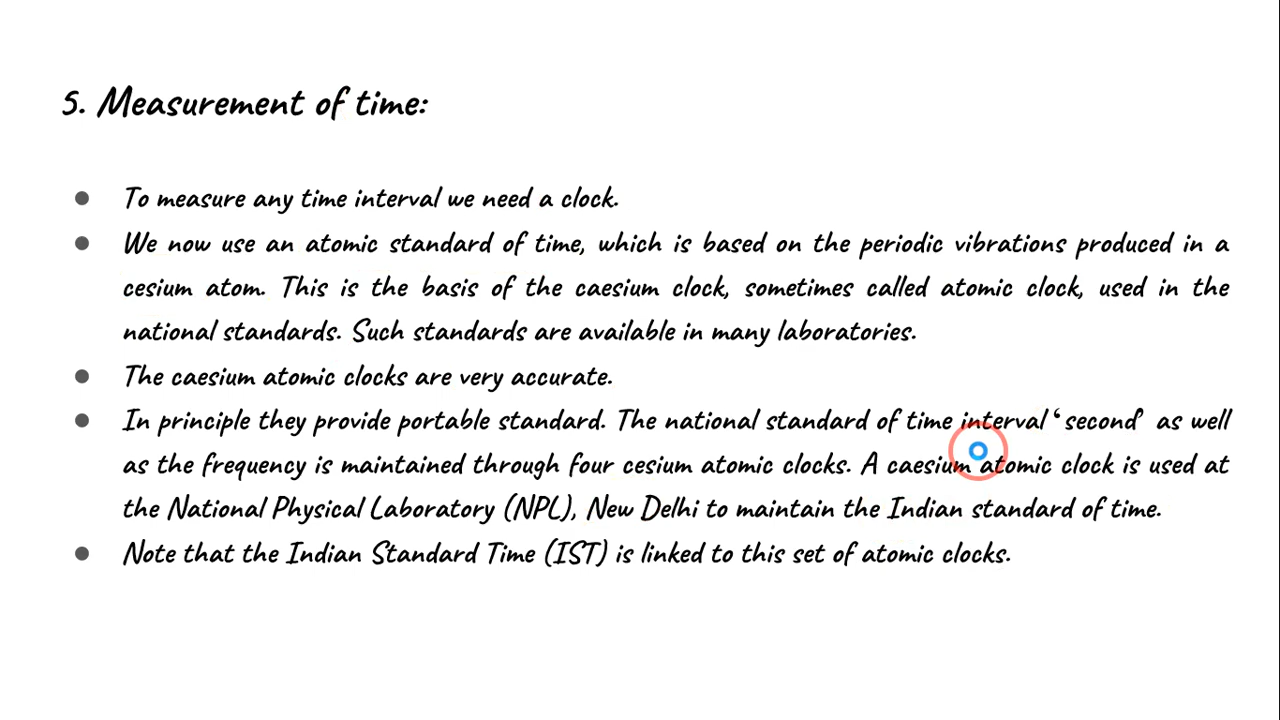 5. Measurement of time:
● To measure any time interval we need a clock.
● We now use an atomic standard of time, which is based on the periodic vibrations produced in a
cesium atom. This is the basis of the caesium clock, sometimes called atomic clock, used in the
national standards. Such standards are available in many laboratories.
● The caesium atomic clocks are very accurate.
● In principle they provide portable standard. The national standard of time interval ‘second’ as well
as the frequency is maintained through four cesium atomic clocks. A caesium atomic clock is used at
the National Physical Laboratory (NPL), New Delhi to maintain the Indian standard of time.
● Note that the Indian Standard Time (IST) is linked to this set of atomic clocks.